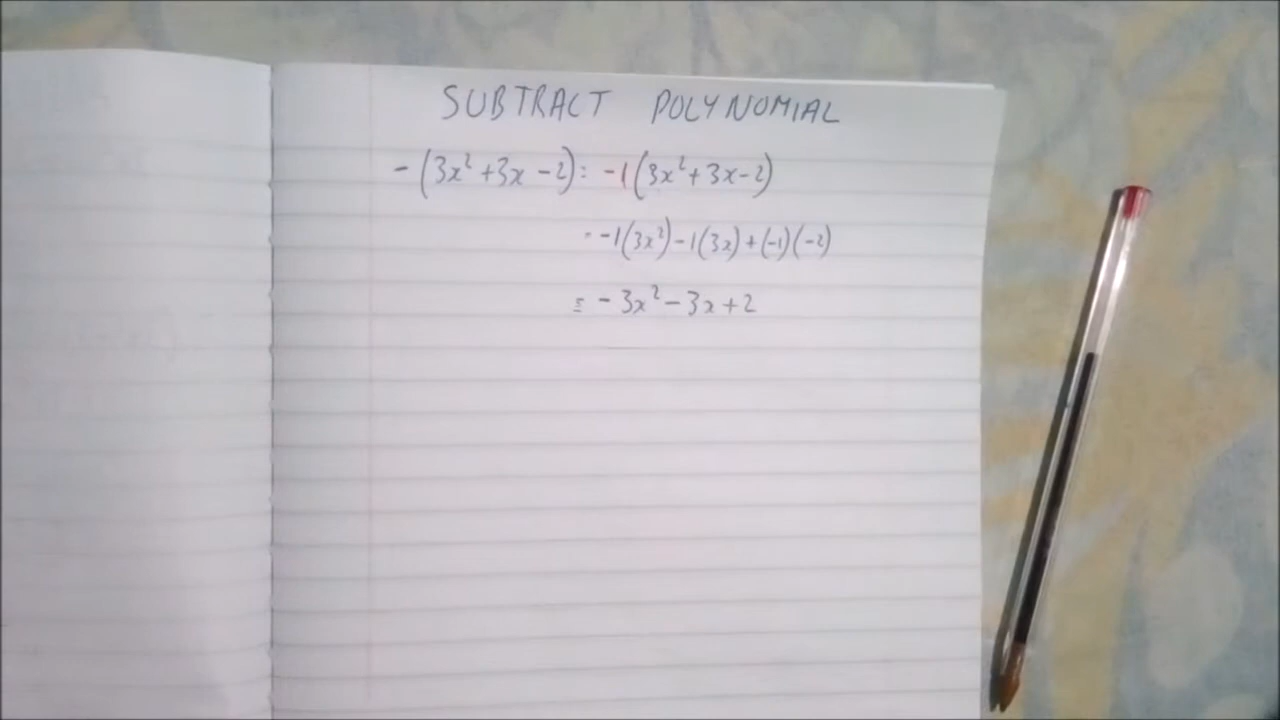 SUBTRACT POLYNOMIAL
-(3x²+3x-2): -1(3x²+3x-2)
= -1(3x²)-1(3x)+(-1)(-2)
= -3x²-3x+2